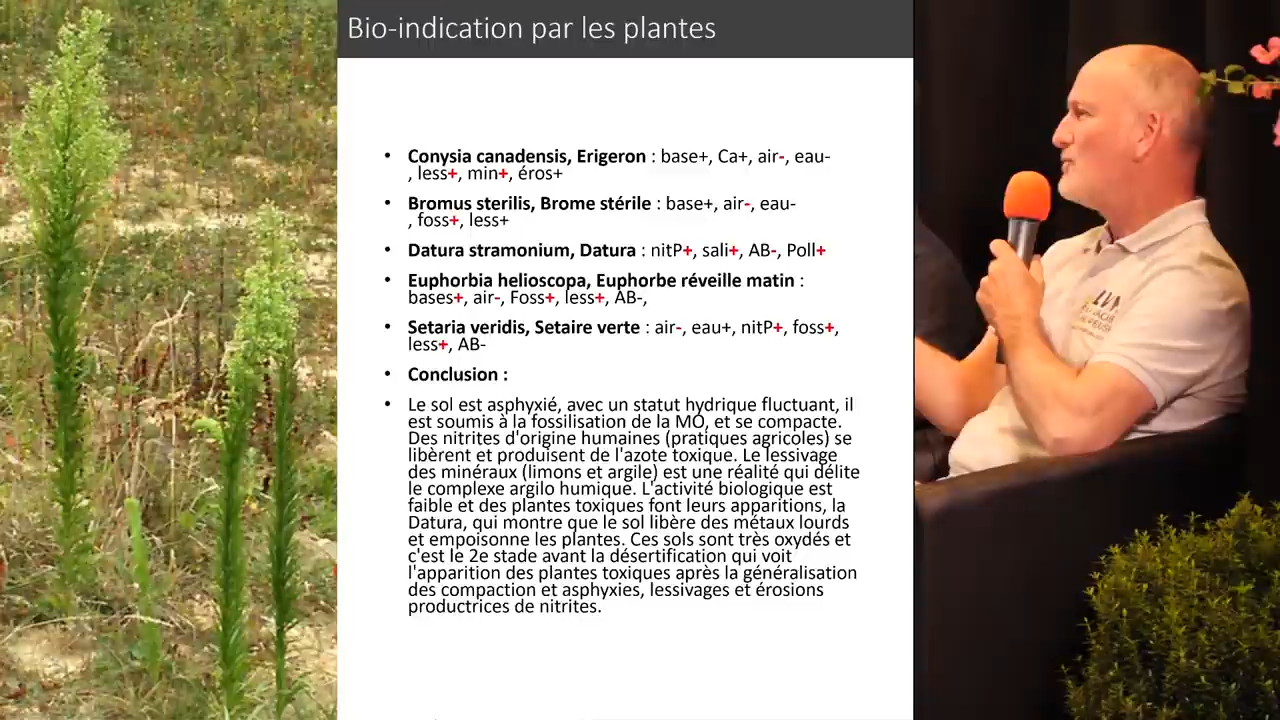 Bio-indication par les plantes
• Conysia canadensis, Erigeron : base+, Ca+, air-, eau-
, less+, min+, éros+
• Bromus sterilis, Brome stérile : base+, air-, eau-
, foss+, less+
• Datura stramonium, Datura : nitP+, sali+, AB-, Poll+
• Euphorbia helioscopa, Euphorbe réveille matin :
bases+, air-, Foss+, less+, AB-,
• Setaria veridis, Setaire verte : air-, eau+, nitP+, foss+,
less+, AB-
• Conclusion :
• Le sol est asphyxié, avec un statut hydrique fluctuant, il
est soumis à la fossilisation de la MO, et se compacte.
Des nitrites d'origine humaines (pratiques agricoles) se
libèrent et produisent de l'azote toxique. Le lessivage
des minéraux (limons et argile) est une réalité qui délite
le complexe argilo humique. L'activité biologique est
faible et des plantes toxiques font leurs apparitions, la
Datura, qui montre que le sol libère des métaux lourds
et empoisonne les plantes. Ces sols sont très oxydés et
c'est le 2e stade avant la désertification qui voit
l'apparition des plantes toxiques après la généralisation
des compaction et asphyxies, lessivages et érosions
productrices de nitrites.